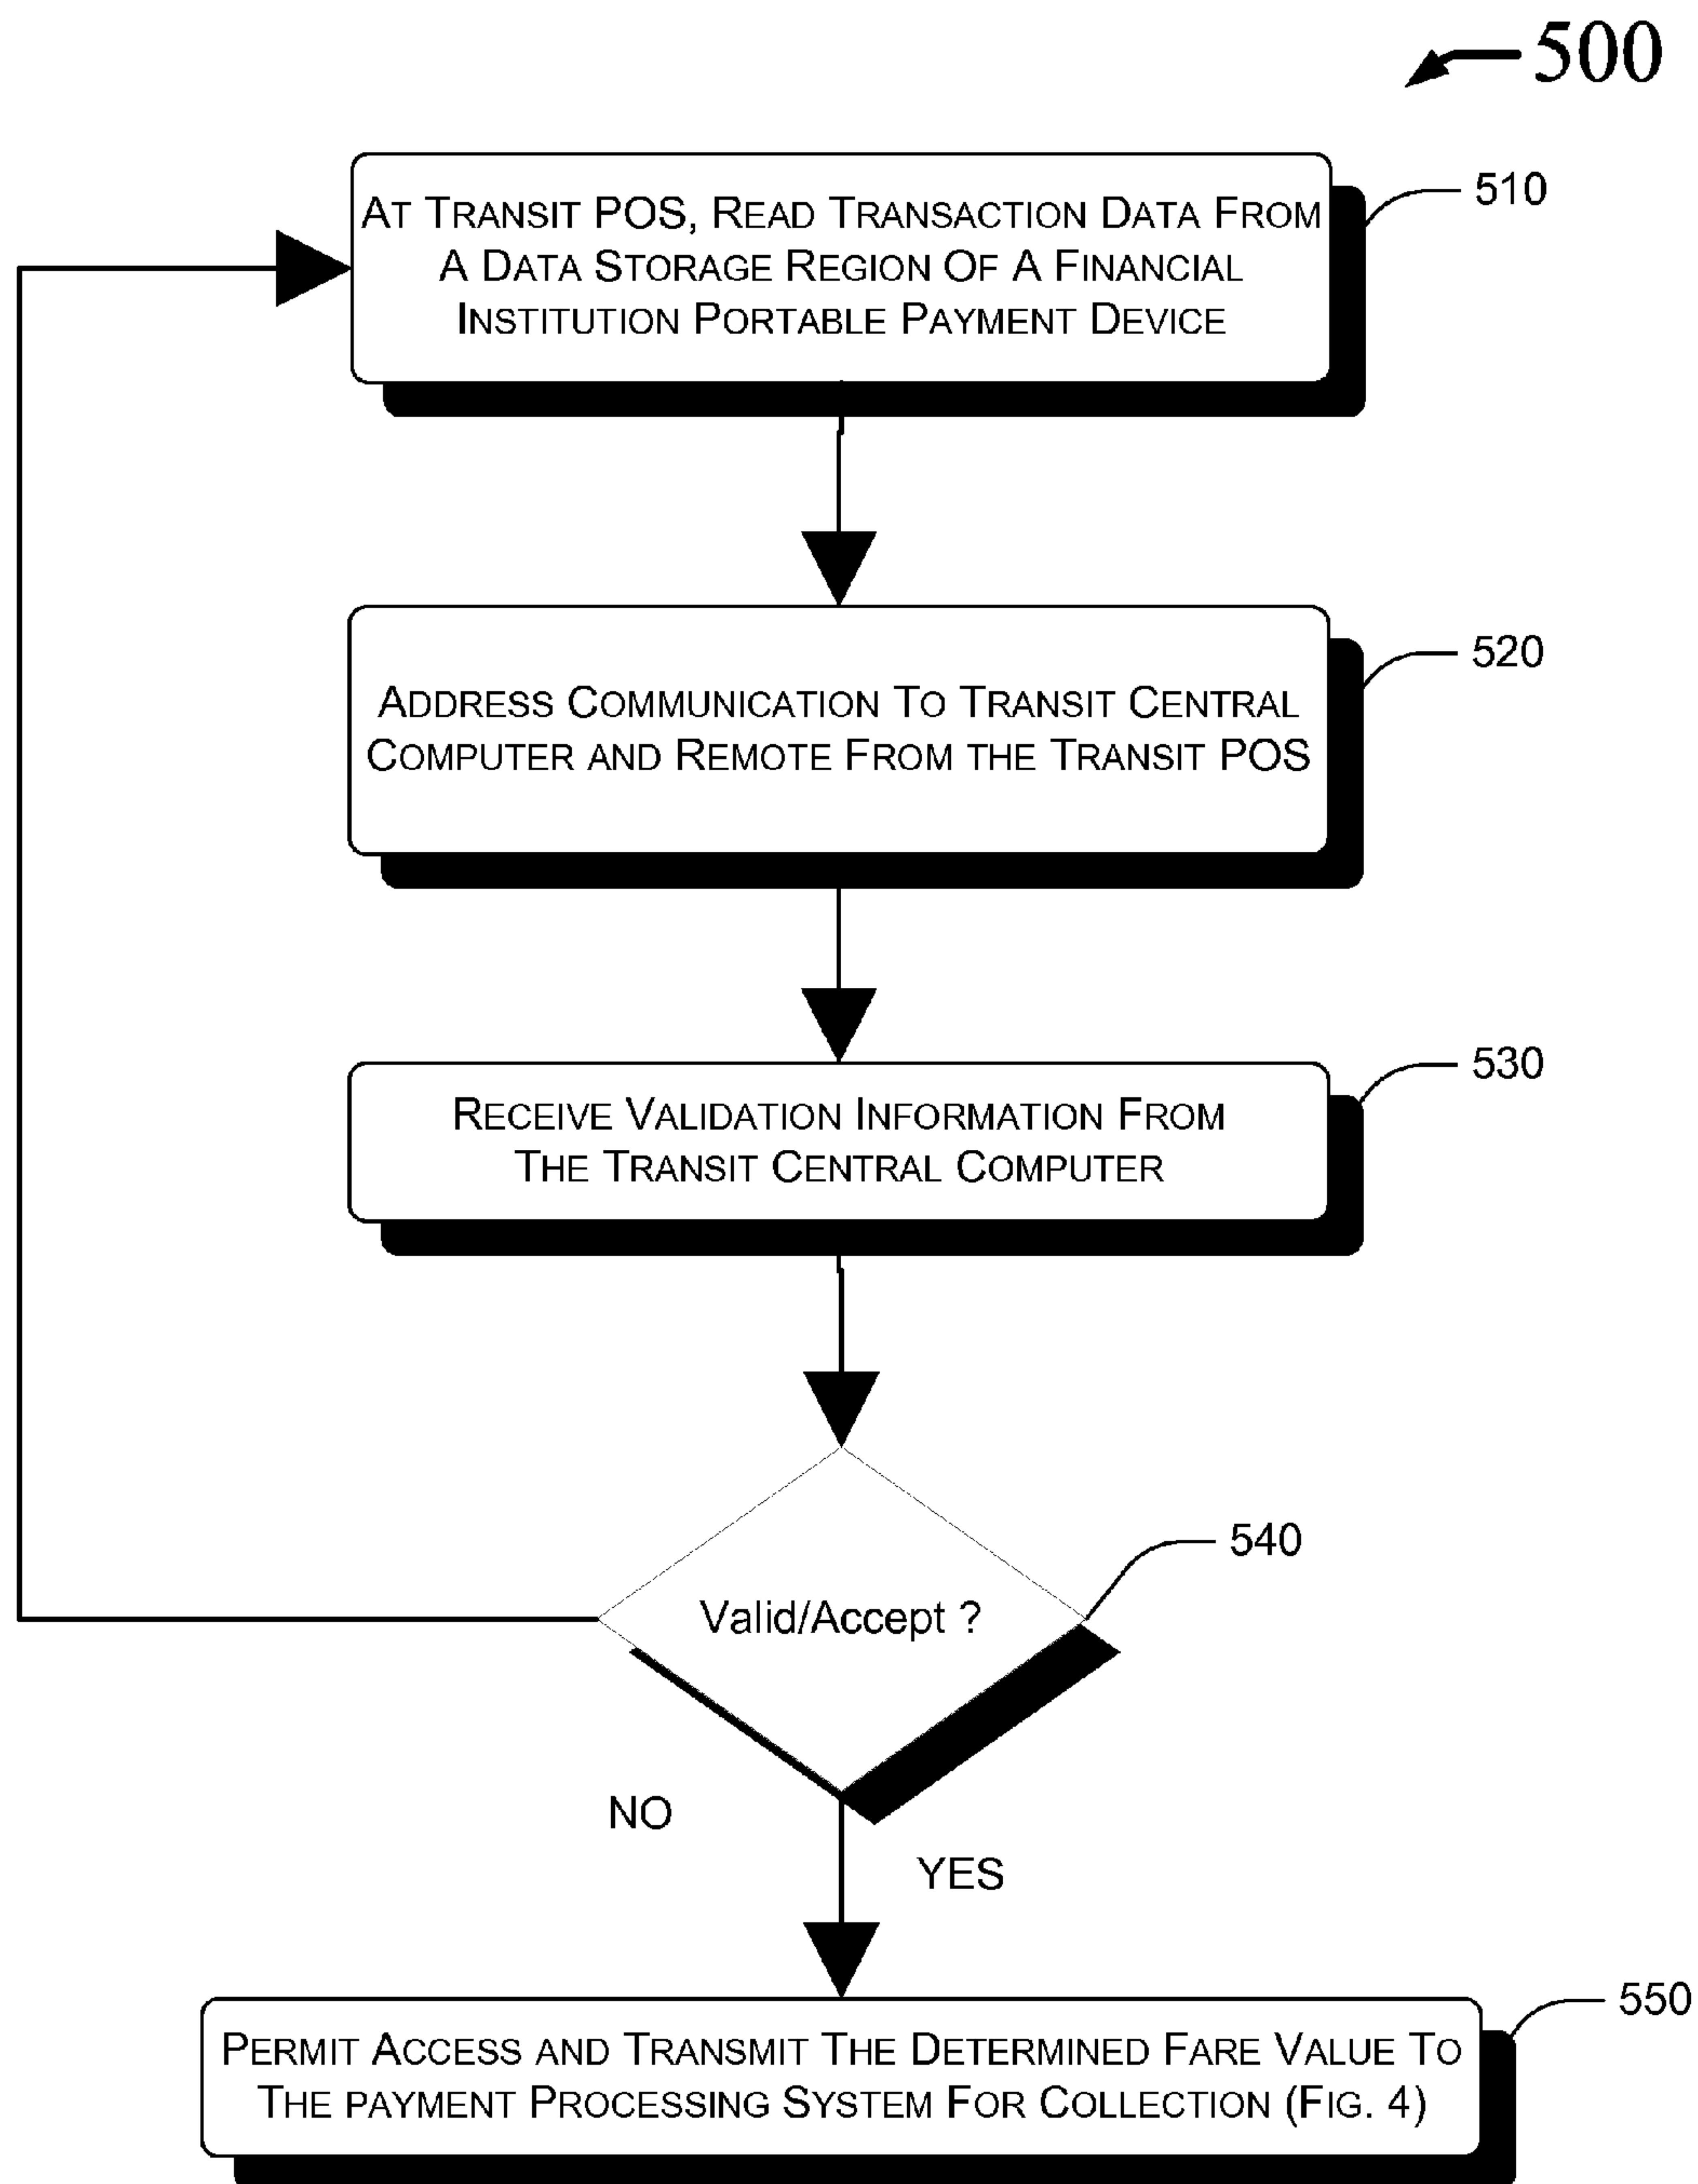 500
AT TRANSIT POS, READ TRANSACTION DATA FROM
A DATA STORAGE REGION OF A FINANCIAL
INSTITUTION PORTABLE PAYMENT DEVICE
510
ADDRESS COMMUNICATION TO TRANSIT CENTRAL
COMPUTER AND REMOTE FROM THE TRANSIT POS
520
RECEIVE VALIDATION INFORMATION FROM
THE TRANSIT CENTRAL COMPUTER
530
Valid/Accept ?
540
NO
YES
PERMIT ACCESS AND TRANSMIT THE DETERMINED FARE VALUE TO
THE PAYMENT PROCESSING SYSTEM FOR COLLECTION (FIG. 4)
550